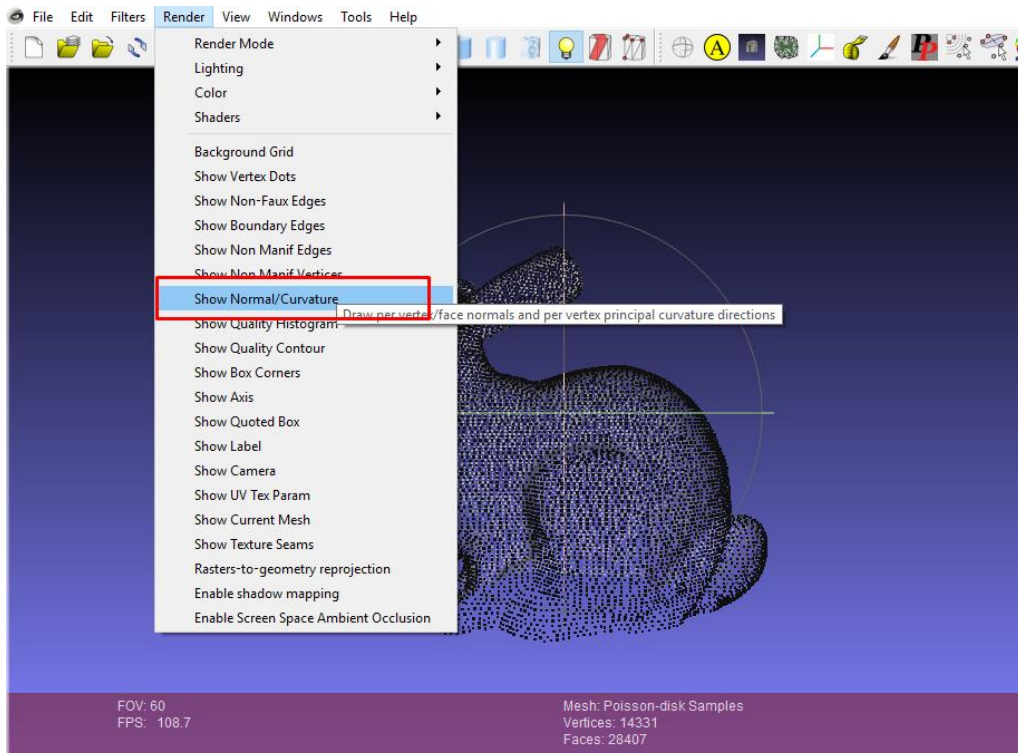 File Edit Filters Render View Windows Tools Help
A
Render Mode
Lighting
Color
Shaders
Background Grid
Show Vertex Dots
Show Non-Faux Edges
Show Boundary Edges
Show Non Manif Edges
Show Non Manif Vertices
Show Normal/Curvature
Draw per vertex/face normals and per vertex principal curvature directions
Show Quality Histogram
Show Quality Contour
Show Box Corners
Show Axis
Show Quoted Box
Show Label
Show Camera
Show UV Tex Param
Show Current Mesh
Show Texture Seams
Rasters-to-geometry reprojection
Enable shadow mapping
Enable Screen Space Ambient Occlusion
FOV: 60
FPS: 108.7
Mesh: Poisson-disk Samples
Vertices: 14331
Faces: 28407